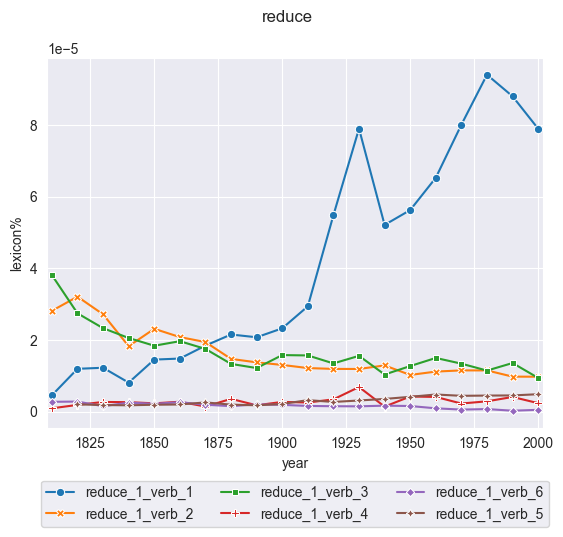 reduce
1e−5
8
6
4
2
0
lexicon%
1825 1850 1875 1900 1925 1950 1975 2000
year
reduce_1_verb_1 reduce_1_verb_3 reduce_1_verb_6
reduce_1_verb_2 reduce_1_verb_4 reduce_1_verb_5